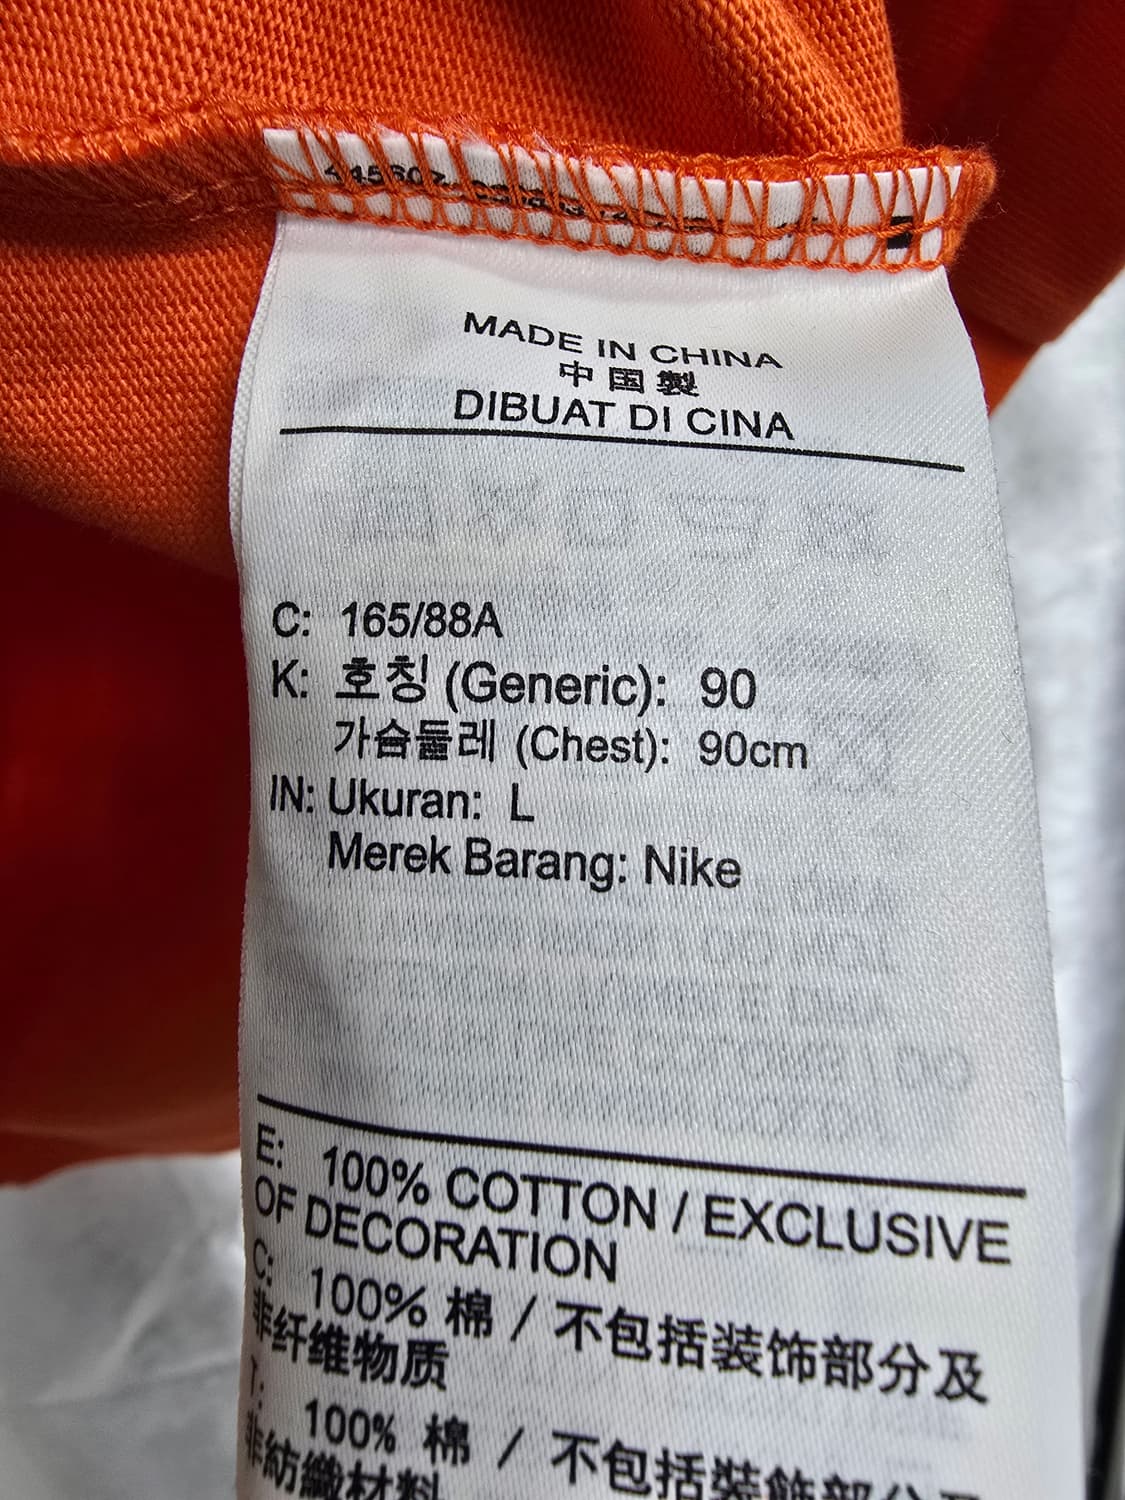 MADE IN CHINA
中国製
DIBUAT DI CINA
C: 165/88A
K: 호칭 (Generic): 90
가슴둘레 (Chest): 90cm
IN: Ukuran: L
Merek Barang: Nike
E: 100% COTTON / EXCLUSIVE
OF DECORATION
C: 100% 棉 / 不包括装饰部分及
非纤维物质
T: 100% 棉 / 不包括裝飾部分及
非紡織材料